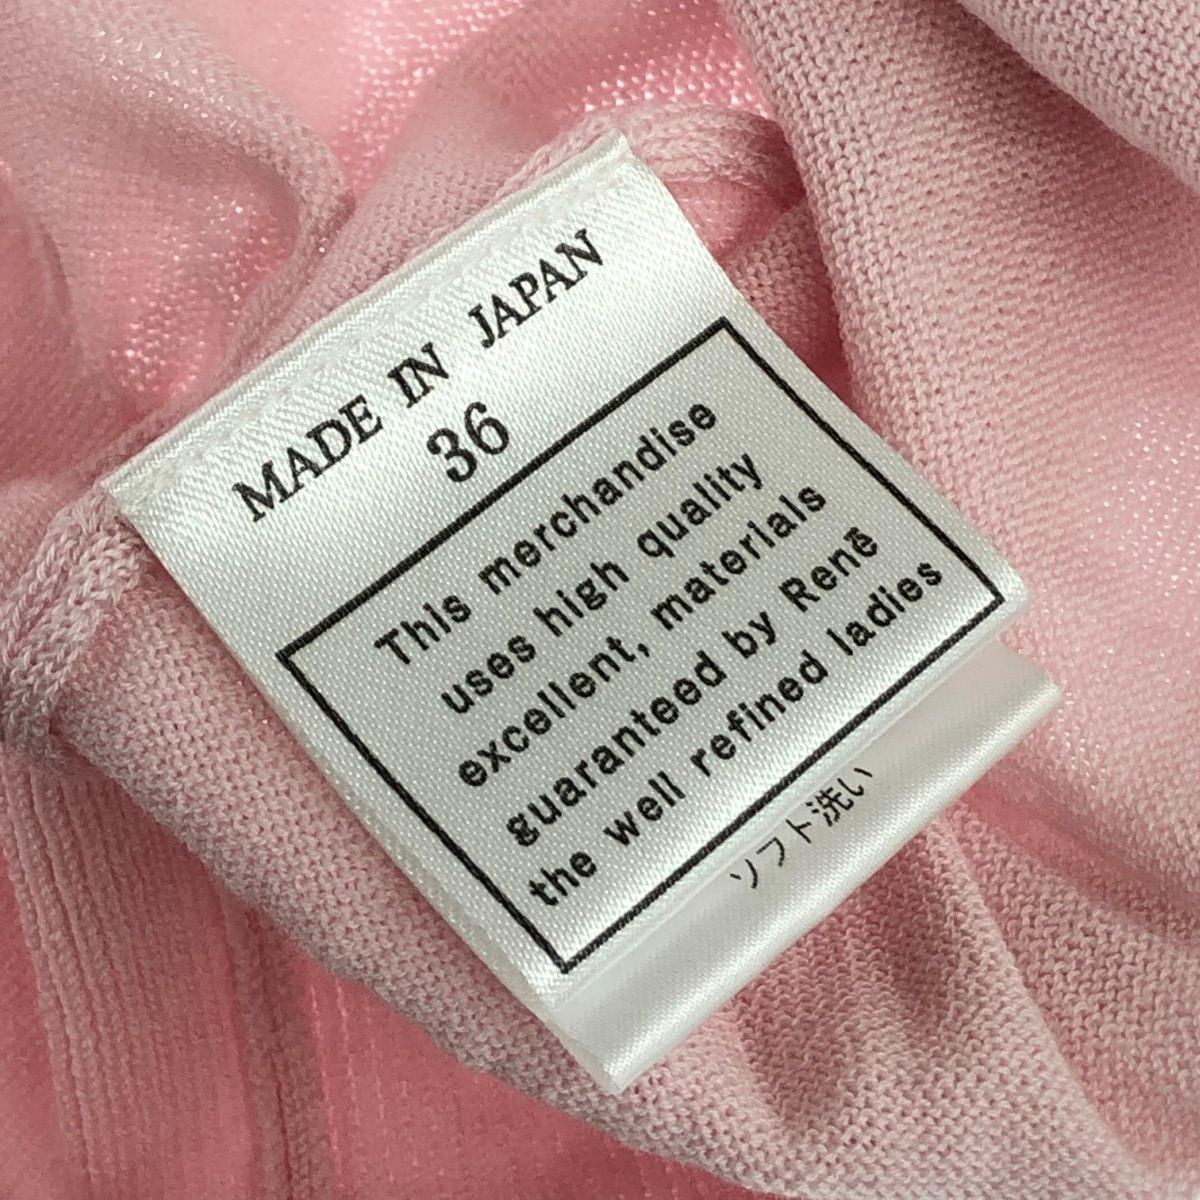 MADE IN JAPAN
36
This merchandise
uses high quality
excellent, materials
guaranteed by Renē
the well refined ladies
ソフト洗い